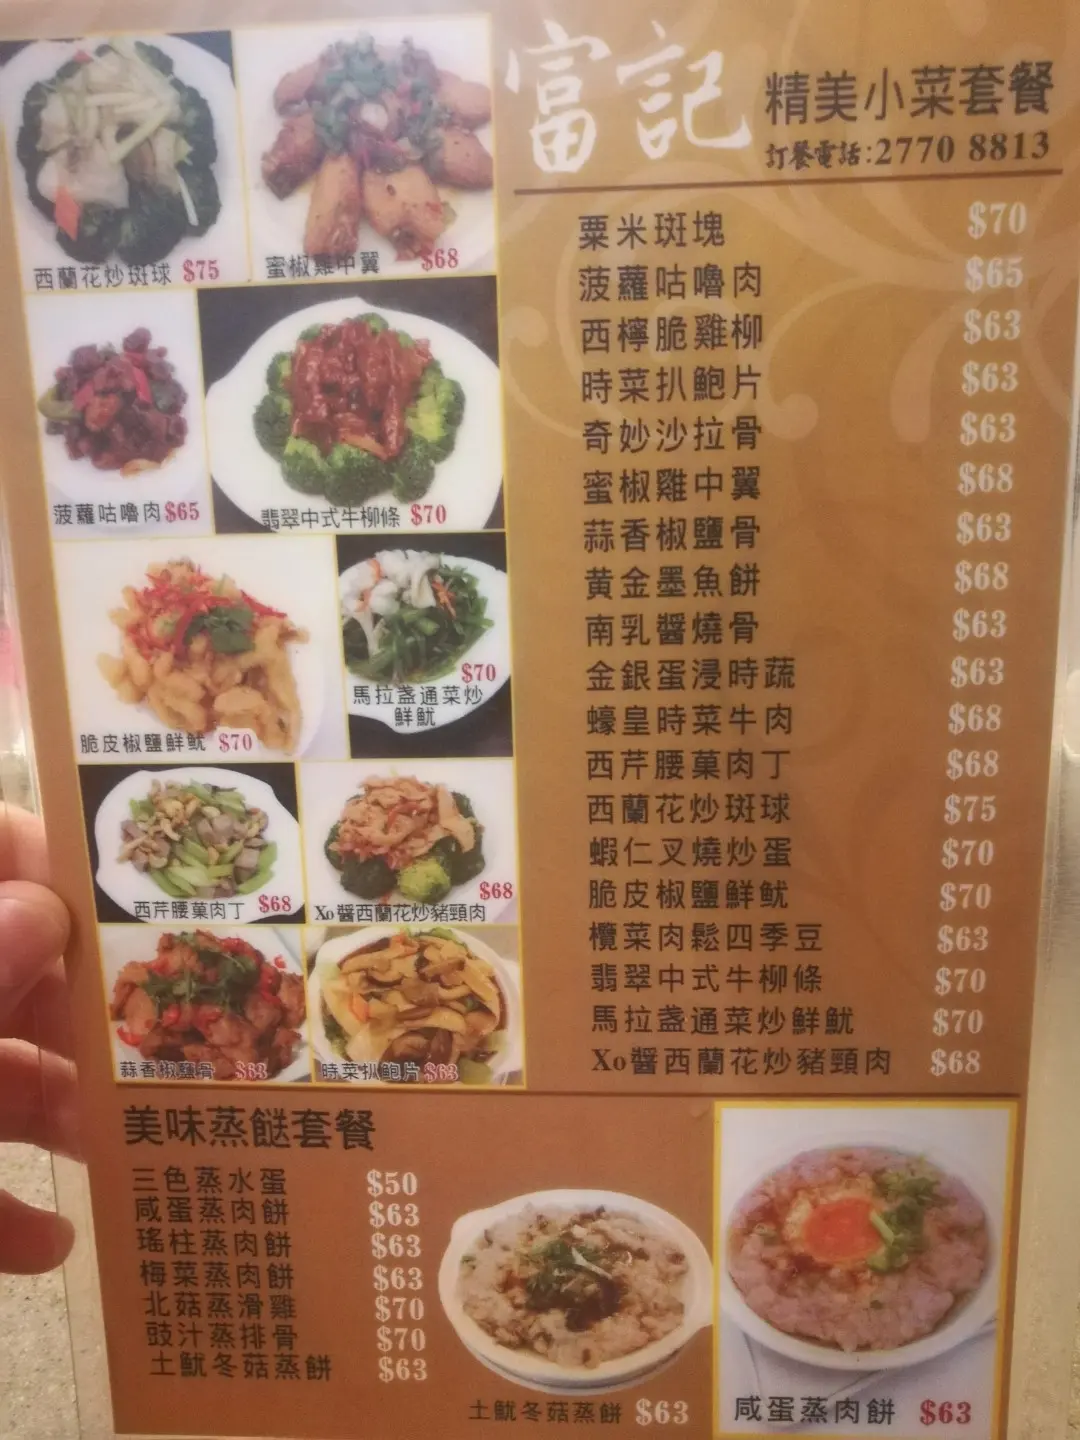 富記
精美小菜套餐
訂餐電話:2770 8813
西蘭花炒斑球 $75
蜜椒雞中翼 $68
菠蘿咕嚕肉 $65
翡翠中式牛柳條 $70
脆皮椒鹽鮮魷 $70
$70
馬拉盞通菜炒
鮮魷
西芹腰菓肉丁 $68
$68
Xo醬西蘭花炒豬頸肉
蒜香椒鹽骨 $63
時菜扒鮑片 $63
粟米斑塊 $70
菠蘿咕嚕肉 $65
西檸脆雞柳 $63
時菜扒鮑片 $63
奇妙沙拉骨 $63
蜜椒雞中翼 $68
蒜香椒鹽骨 $63
黄金墨魚餅 $68
南乳醬燒骨 $63
金銀蛋浸時蔬 $63
蠔皇時菜牛肉 $68
西芹腰菓肉丁 $68
西蘭花炒斑球 $75
蝦仁叉燒炒蛋 $70
脆皮椒鹽鮮魷 $70
欖菜肉鬆四季豆 $63
翡翠中式牛柳條 $70
馬拉盞通菜炒鮮魷 $70
Xo醬西蘭花炒豬頸肉 $68
美味蒸餸套餐
三色蒸水蛋 $50
咸蛋蒸肉餅 $63
瑤柱蒸肉餅 $63
梅菜蒸肉餅 $63
北菇蒸滑雞 $70
豉汁蒸排骨 $70
土魷冬菇蒸餅 $63
土魷冬菇蒸餅 $63
咸蛋蒸肉餅 $63